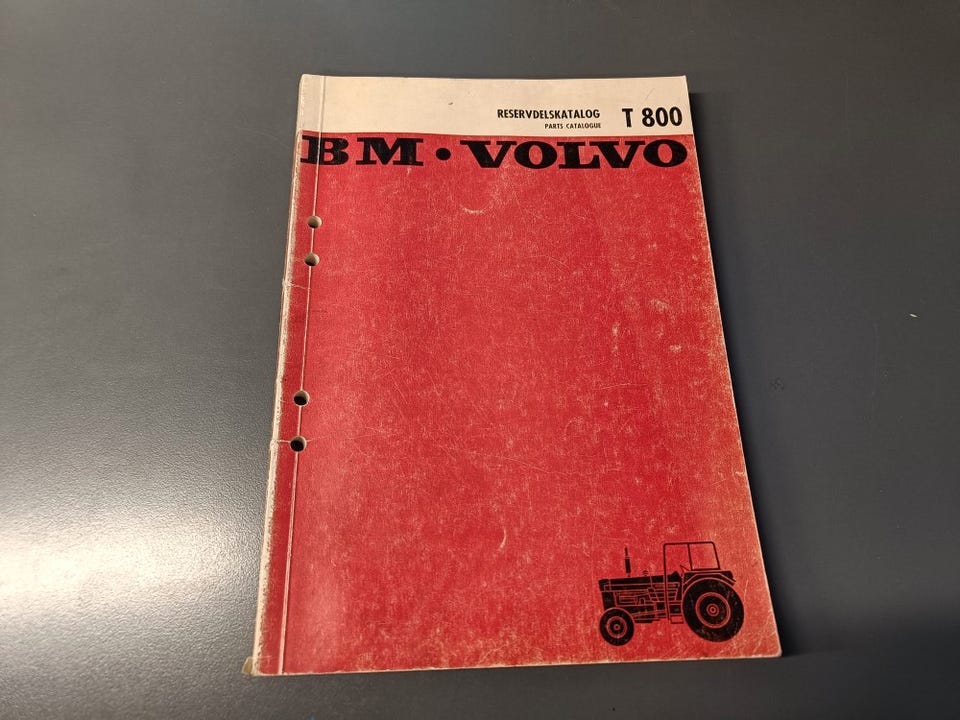 RESERVDELSKATALOG T 800
PARTS CATALOGUE
BM • VOLVO